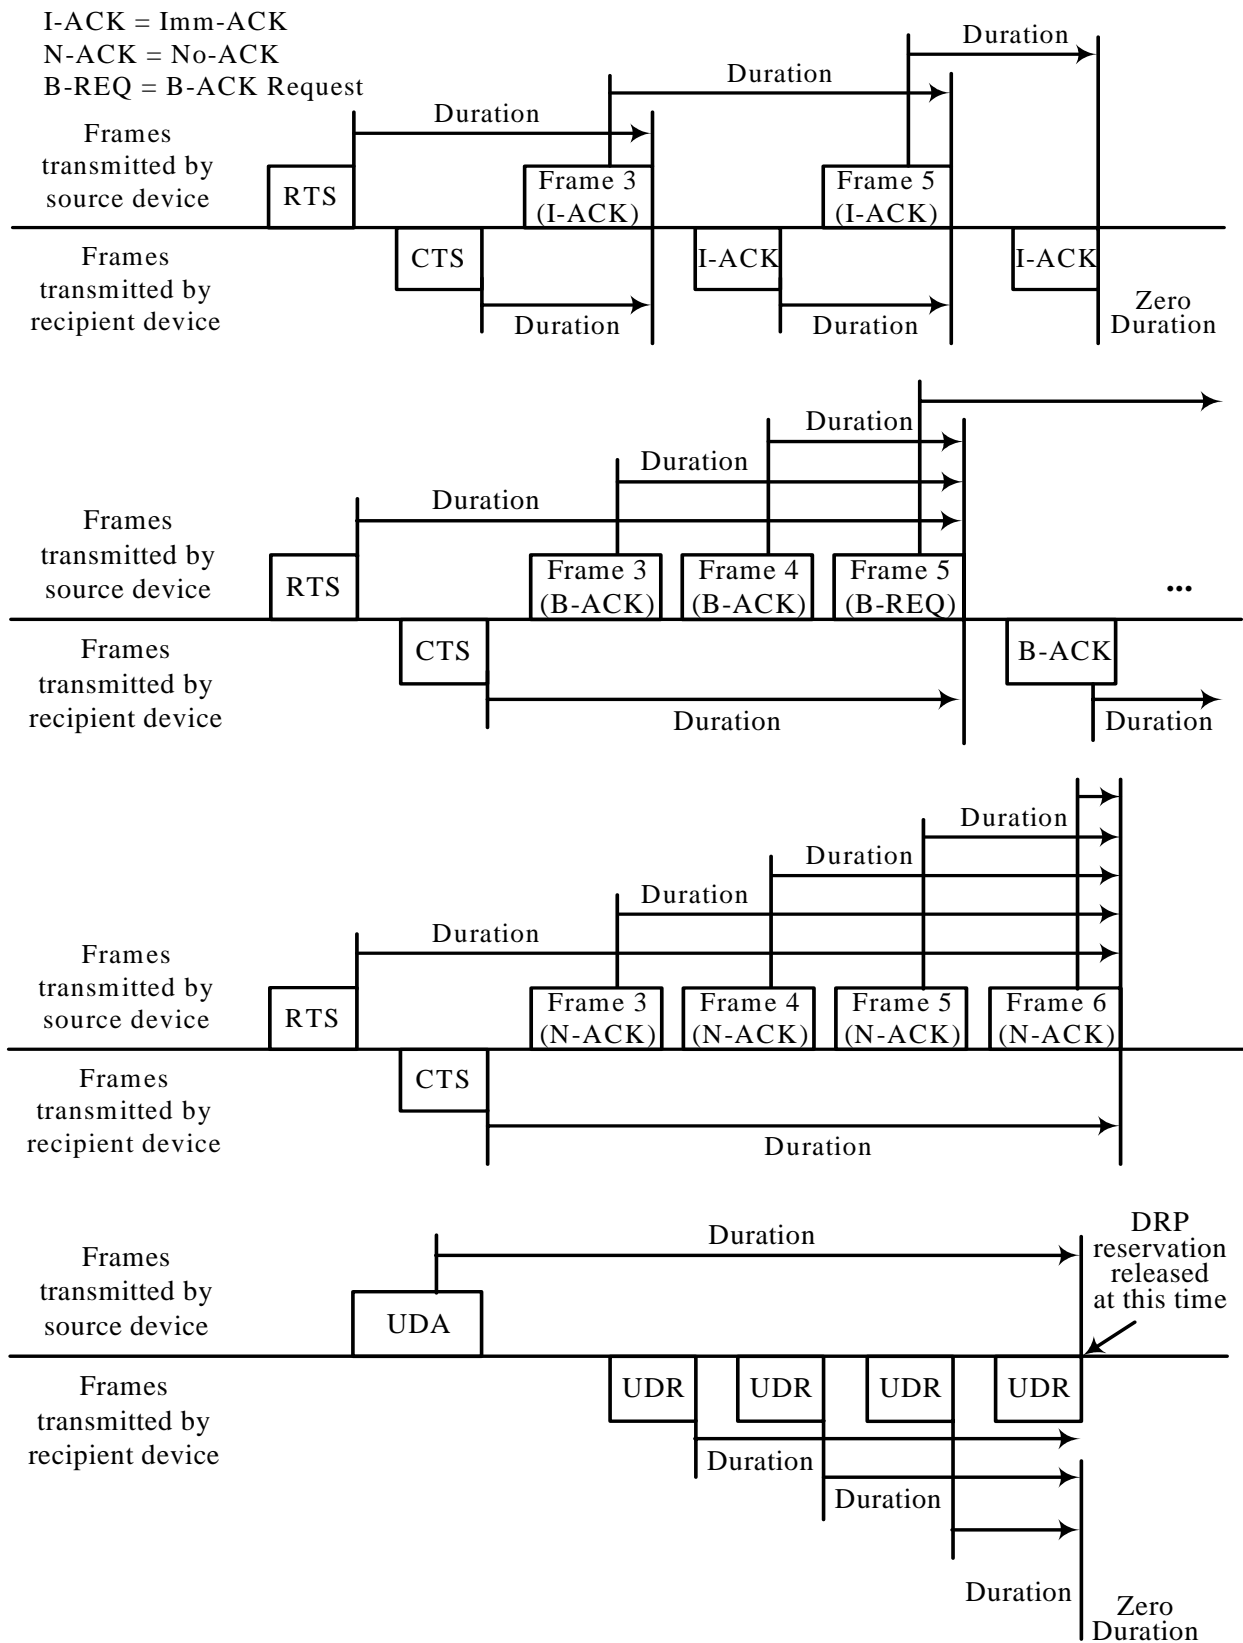 I-ACK = Imm-ACK
N-ACK = No-ACK
B-REQ = B-ACK Request
Duration
Duration
Duration
Frames
transmitted by
source device
RTS
Frame 3
(I-ACK)
Frame 5
(I-ACK)
Frames
transmitted by
recipient device
CTS
I-ACK
I-ACK
Duration
Duration
Zero
Duration
Duration
Duration
Duration
Frames
transmitted by
source device
RTS
Frame 3
(B-ACK)
Frame 4
(B-ACK)
Frame 5
(B-REQ)
...
Frames
transmitted by
recipient device
CTS
B-ACK
Duration
Duration
Duration
Duration
Duration
Duration
Frames
transmitted by
source device
RTS
Frame 3
(N-ACK)
Frame 4
(N-ACK)
Frame 5
(N-ACK)
Frame 6
(N-ACK)
Frames
transmitted by
recipient device
CTS
Duration
Duration
DRP
reservation
released
at this time
Frames
transmitted by
source device
UDA
Frames
transmitted by
recipient device
UDR
UDR
UDR
UDR
Duration
Duration
Duration
Zero
Duration